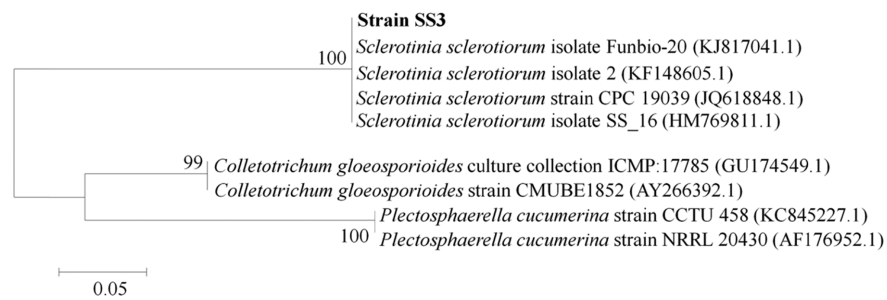 Strain SS3
100
Sclerotinia sclerotiorum isolate Funbio-20 (KJ817041.1)
Sclerotinia sclerotiorum isolate 2 (KF148605.1)
Sclerotinia sclerotiorum strain CPC 19039 (JQ618848.1)
Sclerotinia sclerotiorum isolate SS_16 (HM769811.1)
99 Colletotrichum gloeosporioides culture collection ICMP:17785 (GU174549.1)
Colletotrichum gloeosporioides strain CMUBE1852 (AY266392.1)
Plectosphaerella cucumerina strain CCTU 458 (KC845227.1)
100 Plectosphaerella cucumerina strain NRRL 20430 (AF176952.1)
0.05